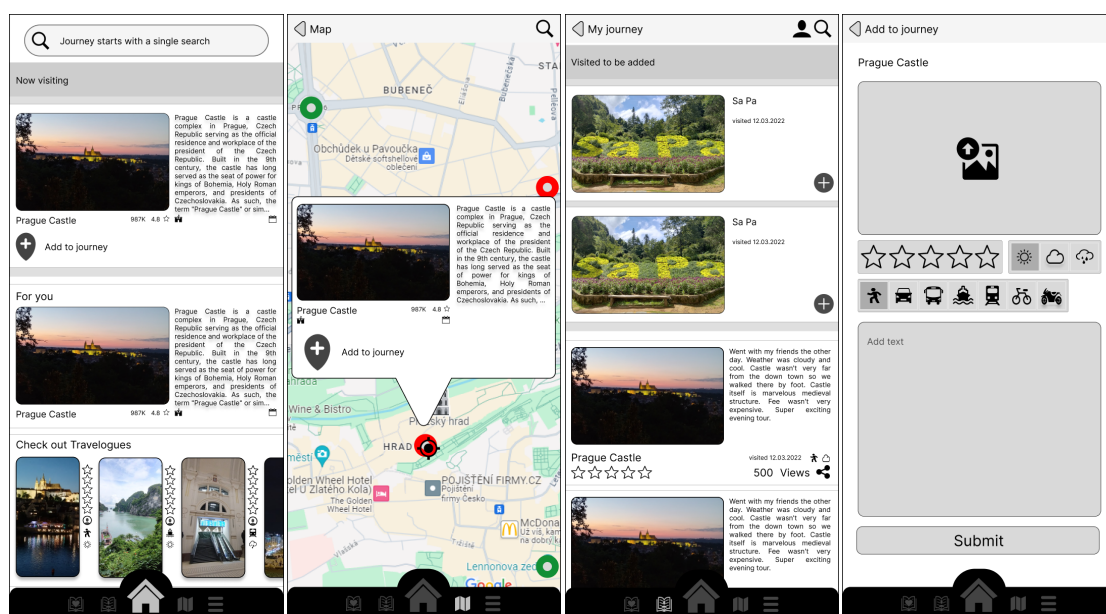 Journey starts with a single search
Now visiting
Prague Castle is a castle
complex in Prague, Czech
Republic serving as the official
residence and workplace of the
president of the Czech
Republic. Built in the 9th
century, the castle has long
served as the seat of power for
kings of Bohemia, Holy Roman
emperors, and presidents of
Czechoslovakia. As such, the
term "Prague Castle" or sim...
Prague Castle
987K 4.8
Add to journey
For you
Prague Castle is a castle
complex in Prague, Czech
Republic serving as the official
residence and workplace of the
president of the Czech
Republic. Built in the 9th
century, the castle has long
served as the seat of power for
kings of Bohemia, Holy Roman
emperors, and presidents of
Czechoslovakia. As such, the
term "Prague Castle" or sim...
Prague Castle
987K 4.8
Check out Travelogues
Map
BUBENEČ
Eliášova
Bubenečská
STA
Pelléova
Obchůdek u Pavoučka
Dětské softshellové
oblečení
Prague Castle is a castle
complex in Prague, Czech
Republic serving as the
official residence and
workplace of the president
of the Czech Republic. Built
in the 9th century, the castle
has long served as the seat
of power for kings of
Bohemia, Holy Roman
emperors, and presidents of
Czechoslovakia. As such, ...
Prague Castle
987K 4.8
Add to journey
Wine & Bistro
Pražský hrad
HRAD
městí
olden Wheel Hotel
el U Zlatého Kola)
The Golden
Wheel Hotel
POJIŠTĚNÍ FIRMY.CZ
Pojištění
firmy Česko
McDona
Už víš, kam
na dobrý k
Vlašská
Tržiště
Lennonova zeď
Google
My journey
Visited to be added
Sa Pa
visited 12.03.2022
SaPa
Sa Pa
visited 12.03.2022
SaPa
Went with my friends the other
day. Weather was cloudy and
cool. Castle wasn't very far
from the down town so we
walked there by foot. Castle
itself is marvelous medieval
structure. Fee wasn't very
expensive. Super exciting
evening tour.
Prague Castle
visited 12.03.2022
500 Views
Went with my friends the other
day. Weather was cloudy and
cool. Castle wasn't very far
from the down town so we
walked there by foot. Castle
itself is marvelous medieval
structure. Fee wasn't very
expensive. Super exciting
evening tour.
Add to journey
Prague Castle
Add text
Submit